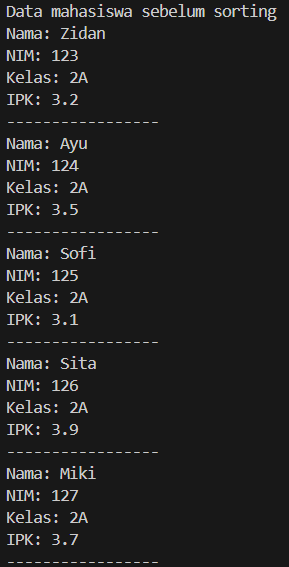 Data mahasiswa sebelum sorting
Nama: Zidan
NIM: 123
Kelas: 2A
IPK: 3.2
-----------------
Nama: Ayu
NIM: 124
Kelas: 2A
IPK: 3.5
-----------------
Nama: Sofi
NIM: 125
Kelas: 2A
IPK: 3.1
-----------------
Nama: Sita
NIM: 126
Kelas: 2A
IPK: 3.9
-----------------
Nama: Miki
NIM: 127
Kelas: 2A
IPK: 3.7
-----------------